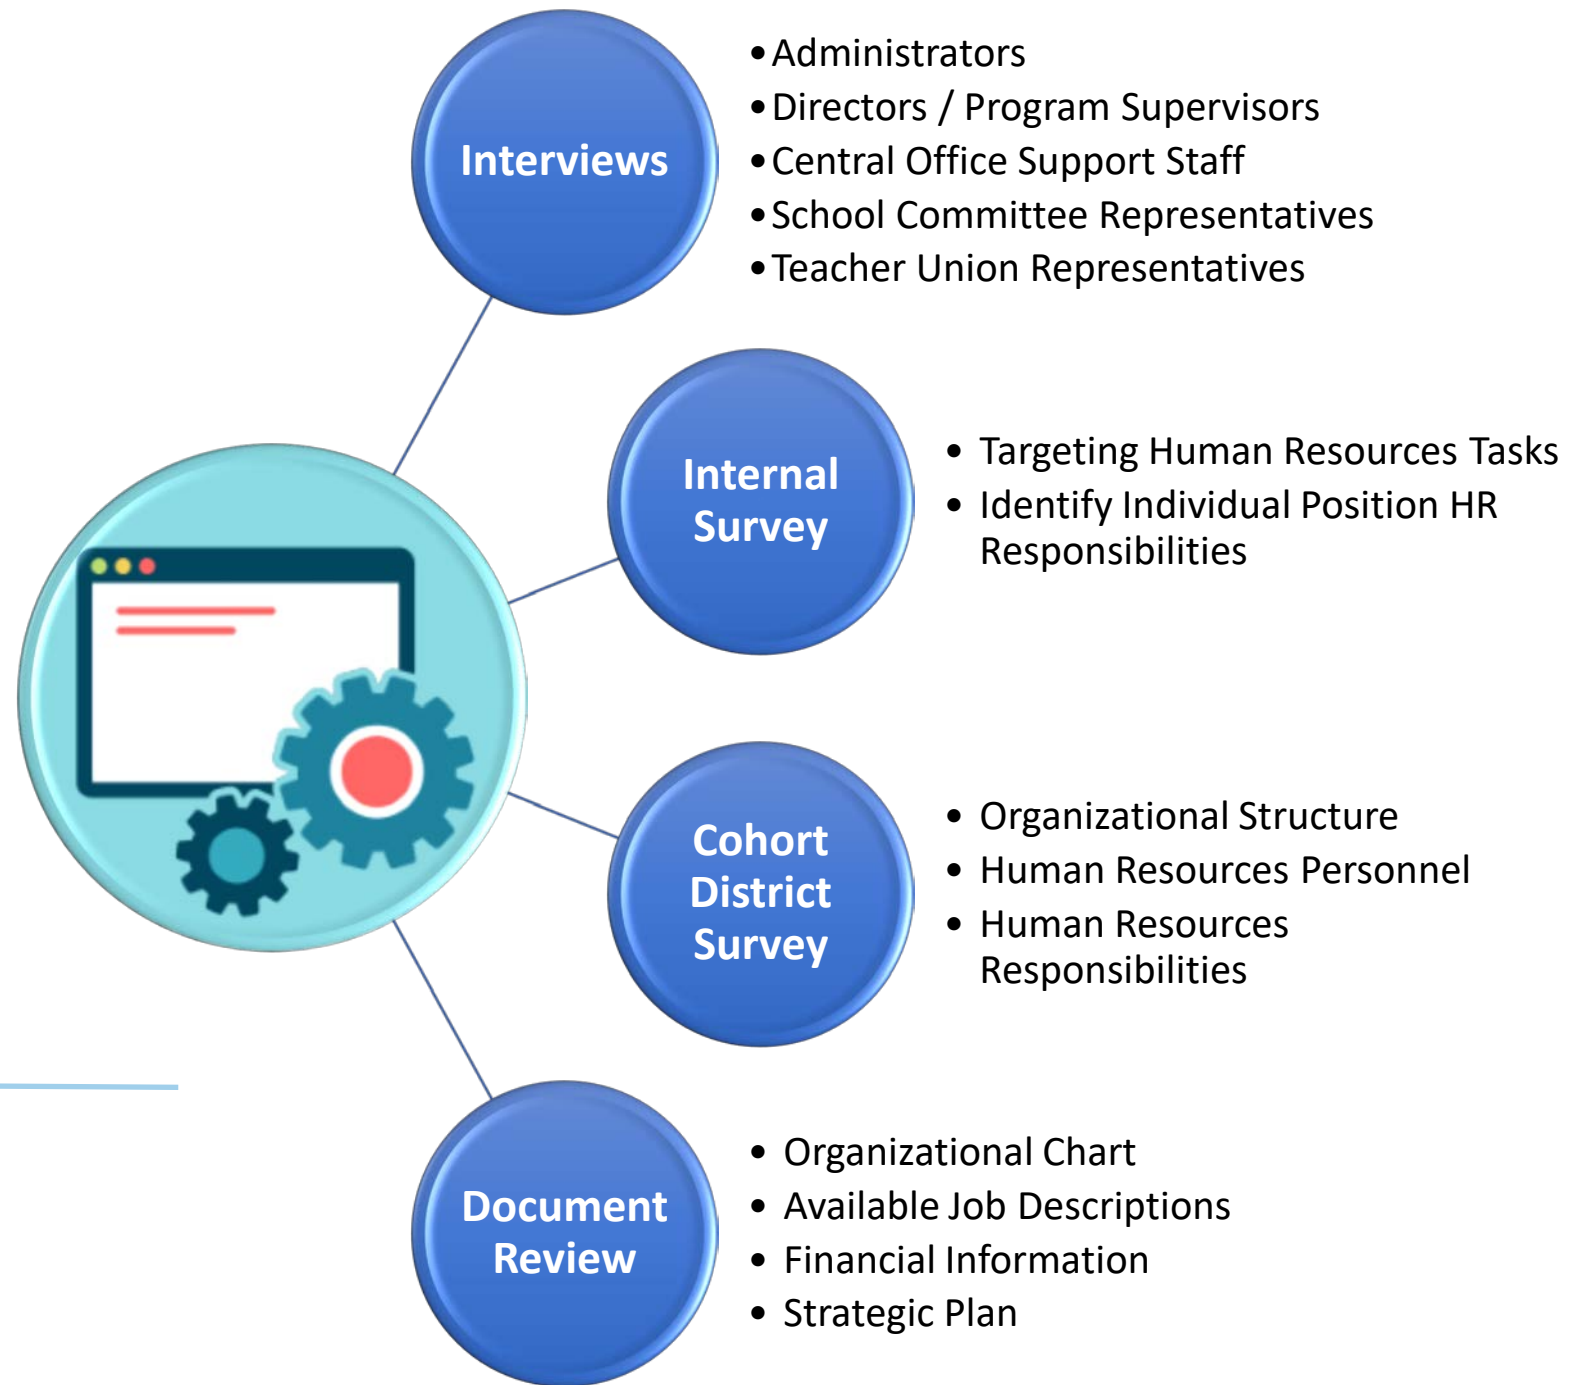 Interviews
•Administrators
•Directors / Program Supervisors
•Central Office Support Staff
•School Committee Representatives
•Teacher Union Representatives
Internal
Survey
• Targeting Human Resources Tasks
• Identify Individual Position HR
Responsibilities
Cohort
District
Survey
• Organizational Structure
• Human Resources Personnel
• Human Resources
Responsibilities
Document
Review
• Organizational Chart
• Available Job Descriptions
• Financial Information
• Strategic Plan